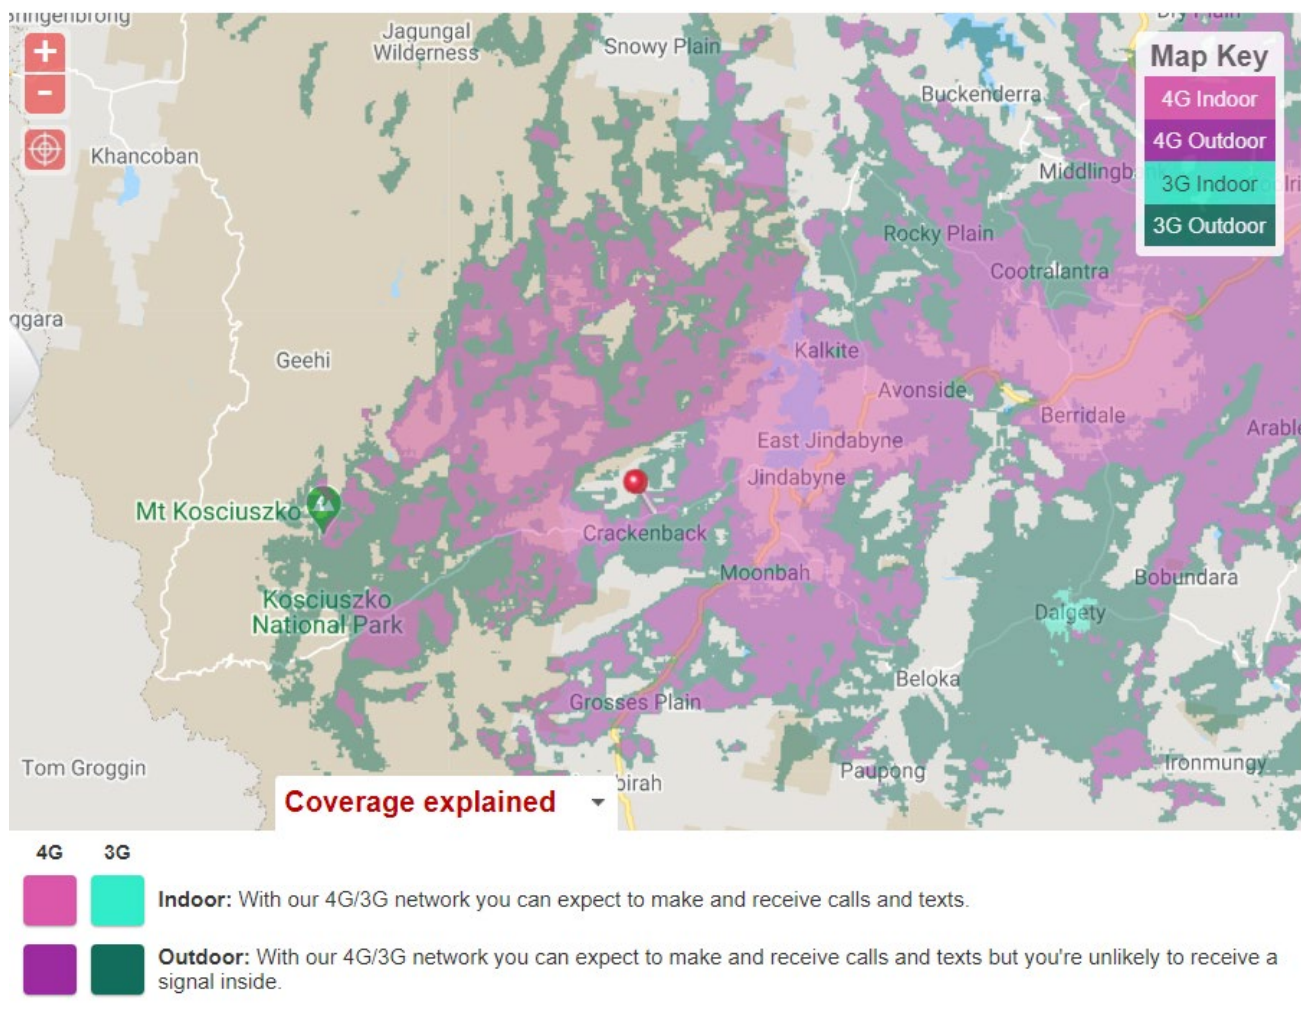 Jagungal
Wilderness
Snowy Plain
Map Key
4G Indoor
4G Outdoor
3G Indoor
3G Outdoor
Buckenderra
Khancoban
Rocky Plain
Cootralantra
Geehi
Kalkite
Avonside
Berridale
East Jindabyne
Jindabyne
Mt Kosciuszko
Crackenback
Moonbah
Bobundara
Kosciuszko
National Park
Dalgety
Beloka
Grosses Plain
Tom Groggin
Paupong
Ironmungy
Coverage explained
4G 3G
Indoor: With our 4G/3G network you can expect to make and receive calls and texts.
Outdoor: With our 4G/3G network you can expect to make and receive calls and texts but you're unlikely to receive a
signal inside.